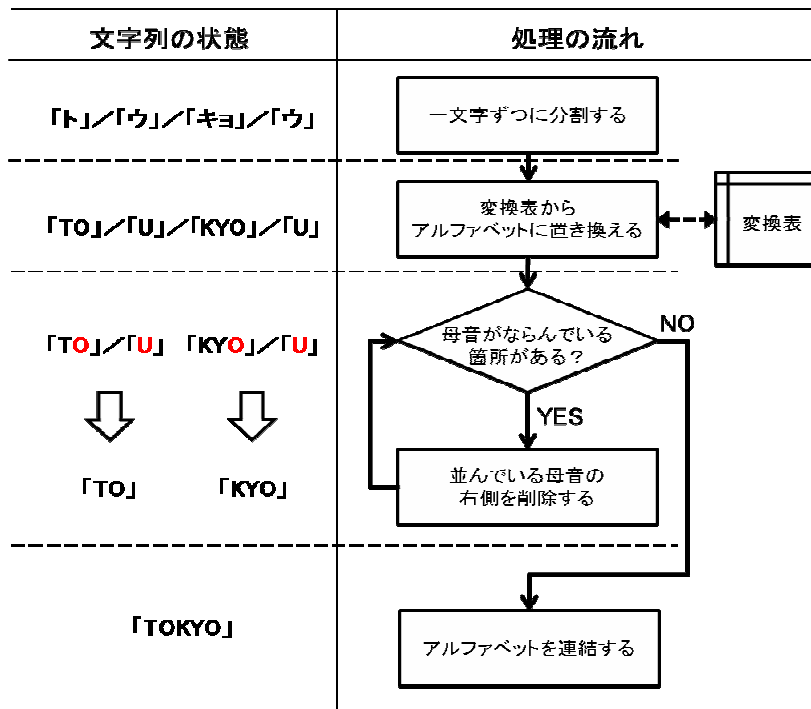 文字列の状態
処理の流れ
「ト」／「ウ」／「キョ」／「ウ」
一文字ずつに分割する
「TO」／「U」／「KYO」／「U」
変換表から
アルファベットに置き換える
変換表
「TO」／「U」 「KYO」／「U」
母音がならんでいる
箇所がある？
NO
YES
「TO」 「KYO」
並んでいる母音の
右側を削除する
「TOKYO」
アルファベットを連結する